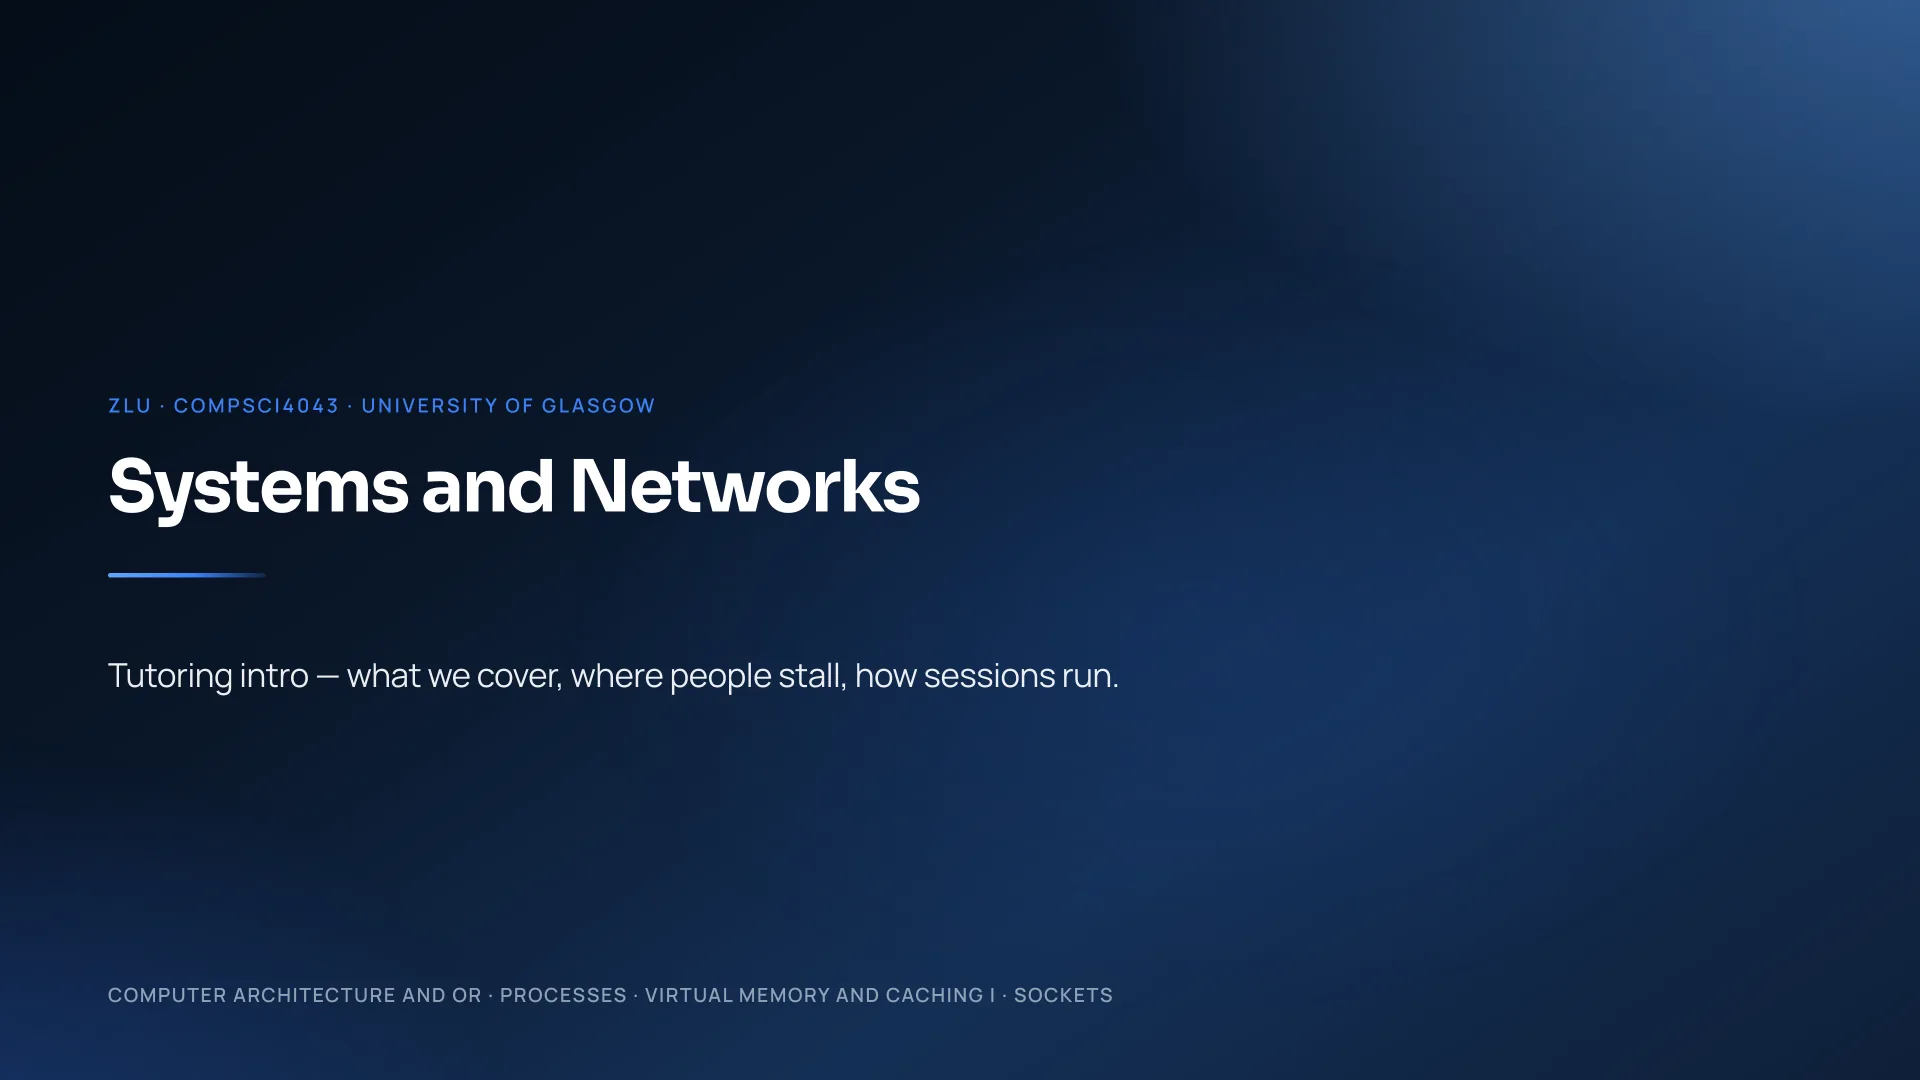 ZLU · COMPSCI4043 · UNIVERSITY OF GLASGOW
Systems and Networks
Tutoring intro — what we cover, where people stall, how sessions run.
COMPUTER ARCHITECTURE AND OR · PROCESSES · VIRTUAL MEMORY AND CACHING I · SOCKETS